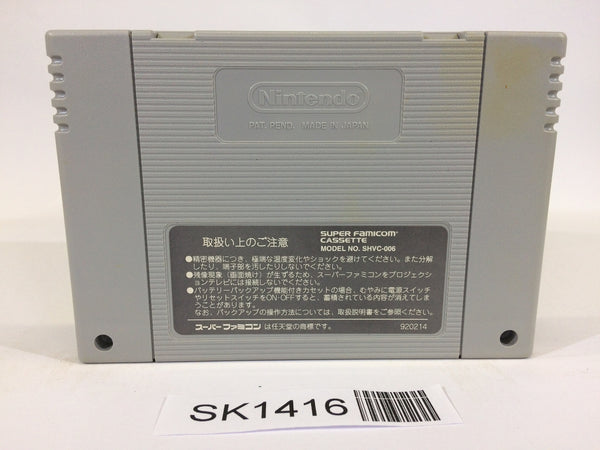 Nintendo
PAT. PEND. MADE IN JAPAN
取扱い上のご注意
SUPER FAMICOM
CASSETTE
MODEL NO. SHVC-006
●精密機器につき、極端な温度変化やショックを避けてください。また分解
したり、端子部を汚したりしないでください。
●残像現象（画面焼け）が生ずるため、スーパーファミコンをプロジェクシ
ョンテレビには接続しないでください。
●バッテリーバックアップ機能付きカセットの場合、むやみに電源スイッチ
やリセットスイッチをON・OFFすると、蓄積されている内容が消えてしま
うことがあります。
なお、バックアップの操作方法については、取扱説明書をご参照ください。
スーパーファミコン は任天堂の商標です。
920214
SK1416